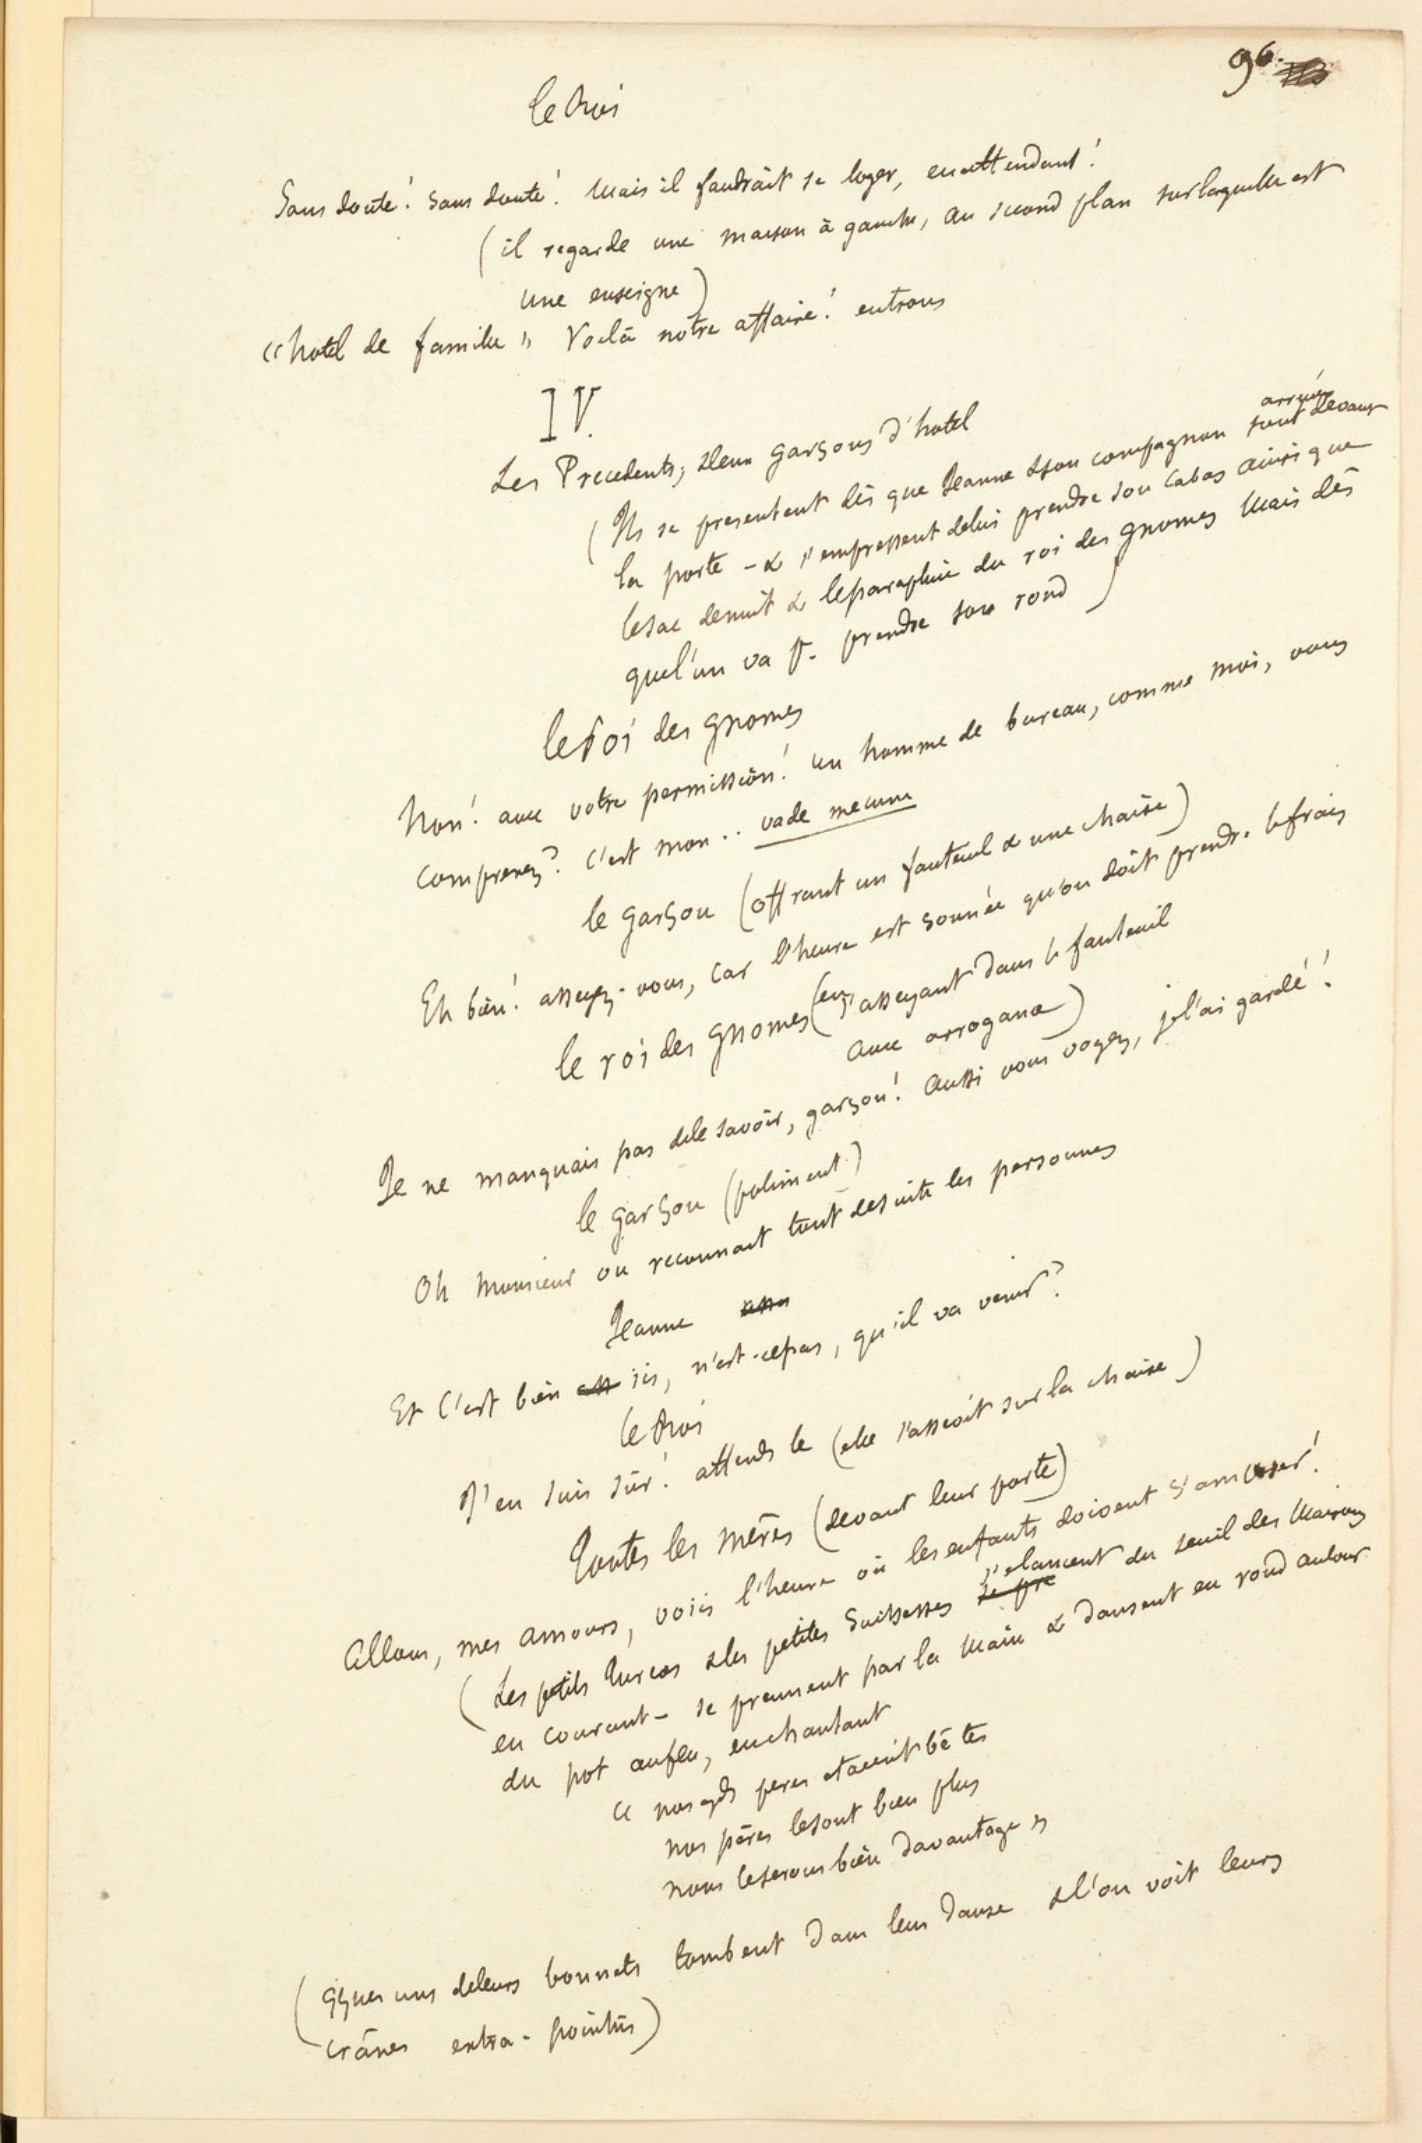 96.
le Roi
Sans doute! Sans doute! Mais il faudrait se loger, en attendant!
(il regarde une maison à gauche, au second plan sur laquelle est
une enseigne)
« hotel de famille » Voilà notre affaire! entrons
IV.
Les Precedents; deux garçons d'hotel
(Ils se presentent dès que Jeanne & son compagnon sont arrivés devant
la porte – & s'empressent de lui prendre son cabas ainsi que
le sac de nuit & le parapluie du roi des gnomes Mais dès
que l'un va pr. prendre son rond)
le roi des gnomes
Non! avec votre permission! un homme de bureau, comme moi, vous
comprenez? C'est mon .. vade mecum
le garçon (offrant un fauteuil & une chaise)
Eh bien! asseyez-vous, car l'heure est sonnée qu'on doit prendre le frais
le roi des gnomes (en s'asseyant dans le fauteuil
avec arrogance)
Je ne manquais pas de le savoir, garçon! Aussi vous voyez, je l'ai gardé!
le garçon (poliment)
Oh Monsieur on reconnait tout de suite les personnes
Jeanne
Et C'est bien ici, n'est-ce pas, qu'il va venir?
le Roi
J'en suis sûr! attends le (elle s'assoit sur la chaise)
Toutes les mères (devant leur porte)
Allons, mes amours, voici l'heure où les enfants doivent s'amuser!
(Les petits Turcos & les petites Suissesses se pre s'elancent du seuil des Maisons
en courant – se prennent par la Main & dansent en rond autour
du pot au feu, en chantant
« nos gds peres etaient bêtes
nos pères le sont bien plus
nous le serons bien davantage »
(qques uns de leurs bonnets tombent dans leur danse & l'on voit leurs
crânes extra-pointus)